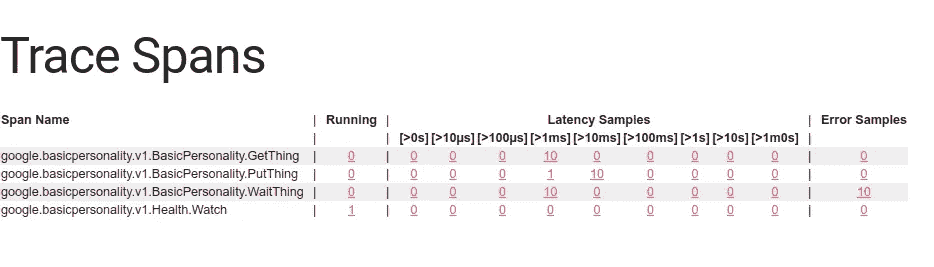 Trace Spans
Span Name | Running | Latency Samples | Error Samples
| | [>0s] [>10µs] [>100µs] [>1ms] [>10ms] [>100ms] [>1s] [>10s] [>1m0s] |
google.basicpersonality.v1.BasicPersonality.GetThing | 0 | 0 0 0 10 0 0 0 0 0 | 0
google.basicpersonality.v1.BasicPersonality.PutThing | 0 | 0 0 0 1 10 0 0 0 0 | 0
google.basicpersonality.v1.BasicPersonality.WaitThing | 0 | 0 0 0 10 0 0 0 0 0 | 10
google.basicpersonality.v1.Health.Watch | 1 | 0 0 0 0 0 0 0 0 0 | 0